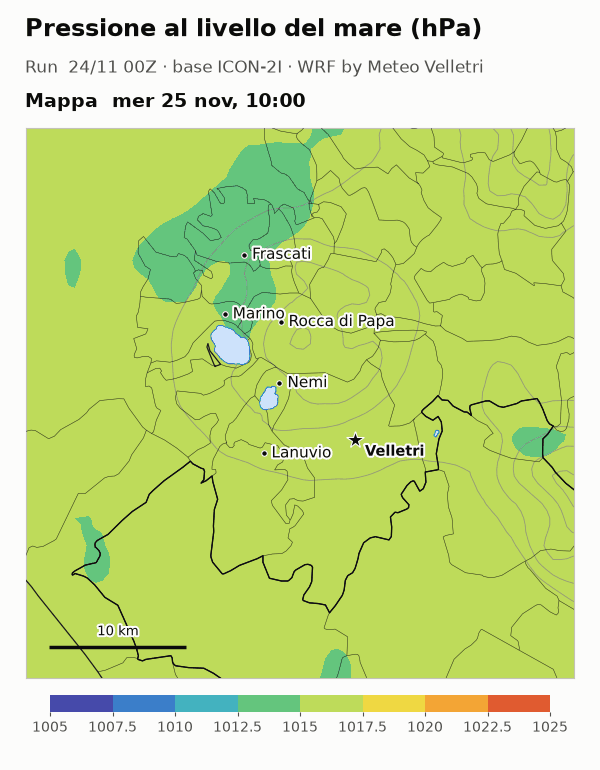 Pressione al livello del mare (hPa)
Run  24/11 00Z · base ICON-2I · WRF by Meteo Velletri
Mappa  mer 25 nov, 10:00
Frascati
Marino
Rocca di Papa
Nemi
Velletri
Lanuvio
10 km
1005 1007.5 1010 1012.5 1015 1017.5 1020 1022.5 1025